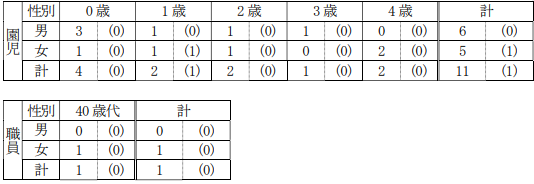 園児 性別 0歳 1歳 2歳 3歳 4歳 計
男 3 (0) 1 (0) 1 (0) 1 (0) 0 (0) 6 (0)
女 1 (0) 1 (1) 1 (0) 0 (0) 2 (0) 5 (1)
計 4 (0) 2 (1) 2 (0) 1 (0) 2 (0) 11 (1)
職員 性別 40歳代 計
男 0 (0) 0 (0)
女 1 (0) 1 (0)
計 1 (0) 1 (0)